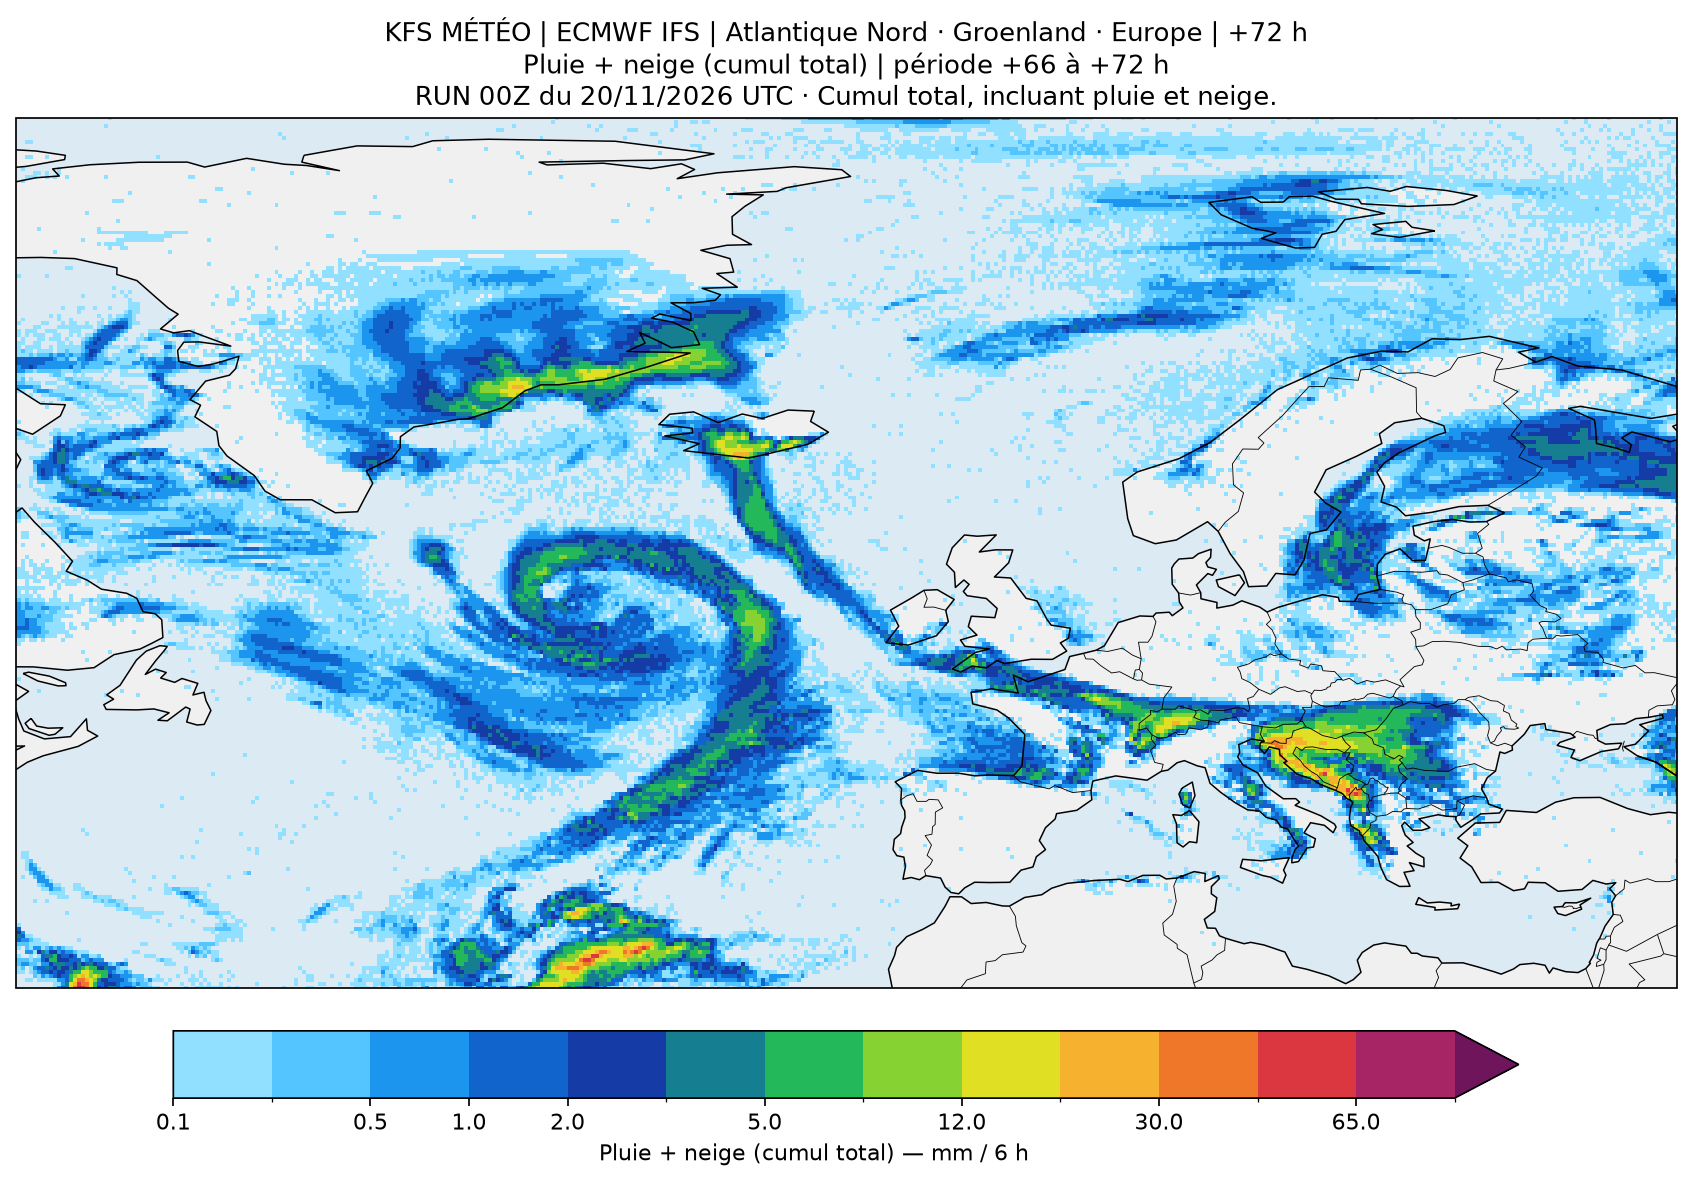 KFS MÉTÉO | ECMWF IFS | Atlantique Nord · Groenland · Europe | +72 h
Pluie + neige (cumul total) | période +66 à +72 h
RUN 00Z du 20/11/2026 UTC · Cumul total, incluant pluie et neige.
0.1 0.5 1.0 2.0 5.0 12.0 30.0 65.0
Pluie + neige (cumul total) — mm / 6 h